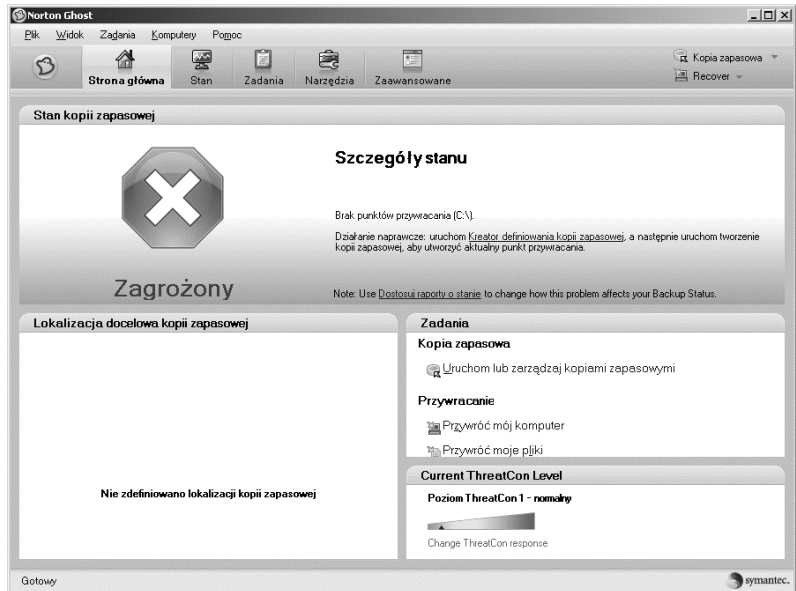 Norton Ghost
Plik Widok Zadania Komputery Pomoc
Strona główna Stan Zadania Narzędzia Zaawansowane
Kopia zapasowa
Recover
Stan kopii zapasowej
Szczegóły stanu
Brak punktów przywracania (C:\).
Działanie naprawcze: uruchom Kreator definiowania kopii zapasowej, a następnie uruchom tworzenie
kopii zapasowej, aby utworzyć aktualny punkt przywracania.
Zagrożony
Note: Use Dostosuj raporty o stanie to change how this problem affects your Backup Status.
Lokalizacja docelowa kopii zapasowej
Nie zdefiniowano lokalizacji kopii zapasowej
Zadania
Kopia zapasowa
Uruchom lub zarządzaj kopiami zapasowymi
Przywracanie
Przywróć mój komputer
Przywróć moje pliki
Current ThreatCon Level
Poziom ThreatCon 1 - normalny
Change ThreatCon response
Gotowy
symantec.